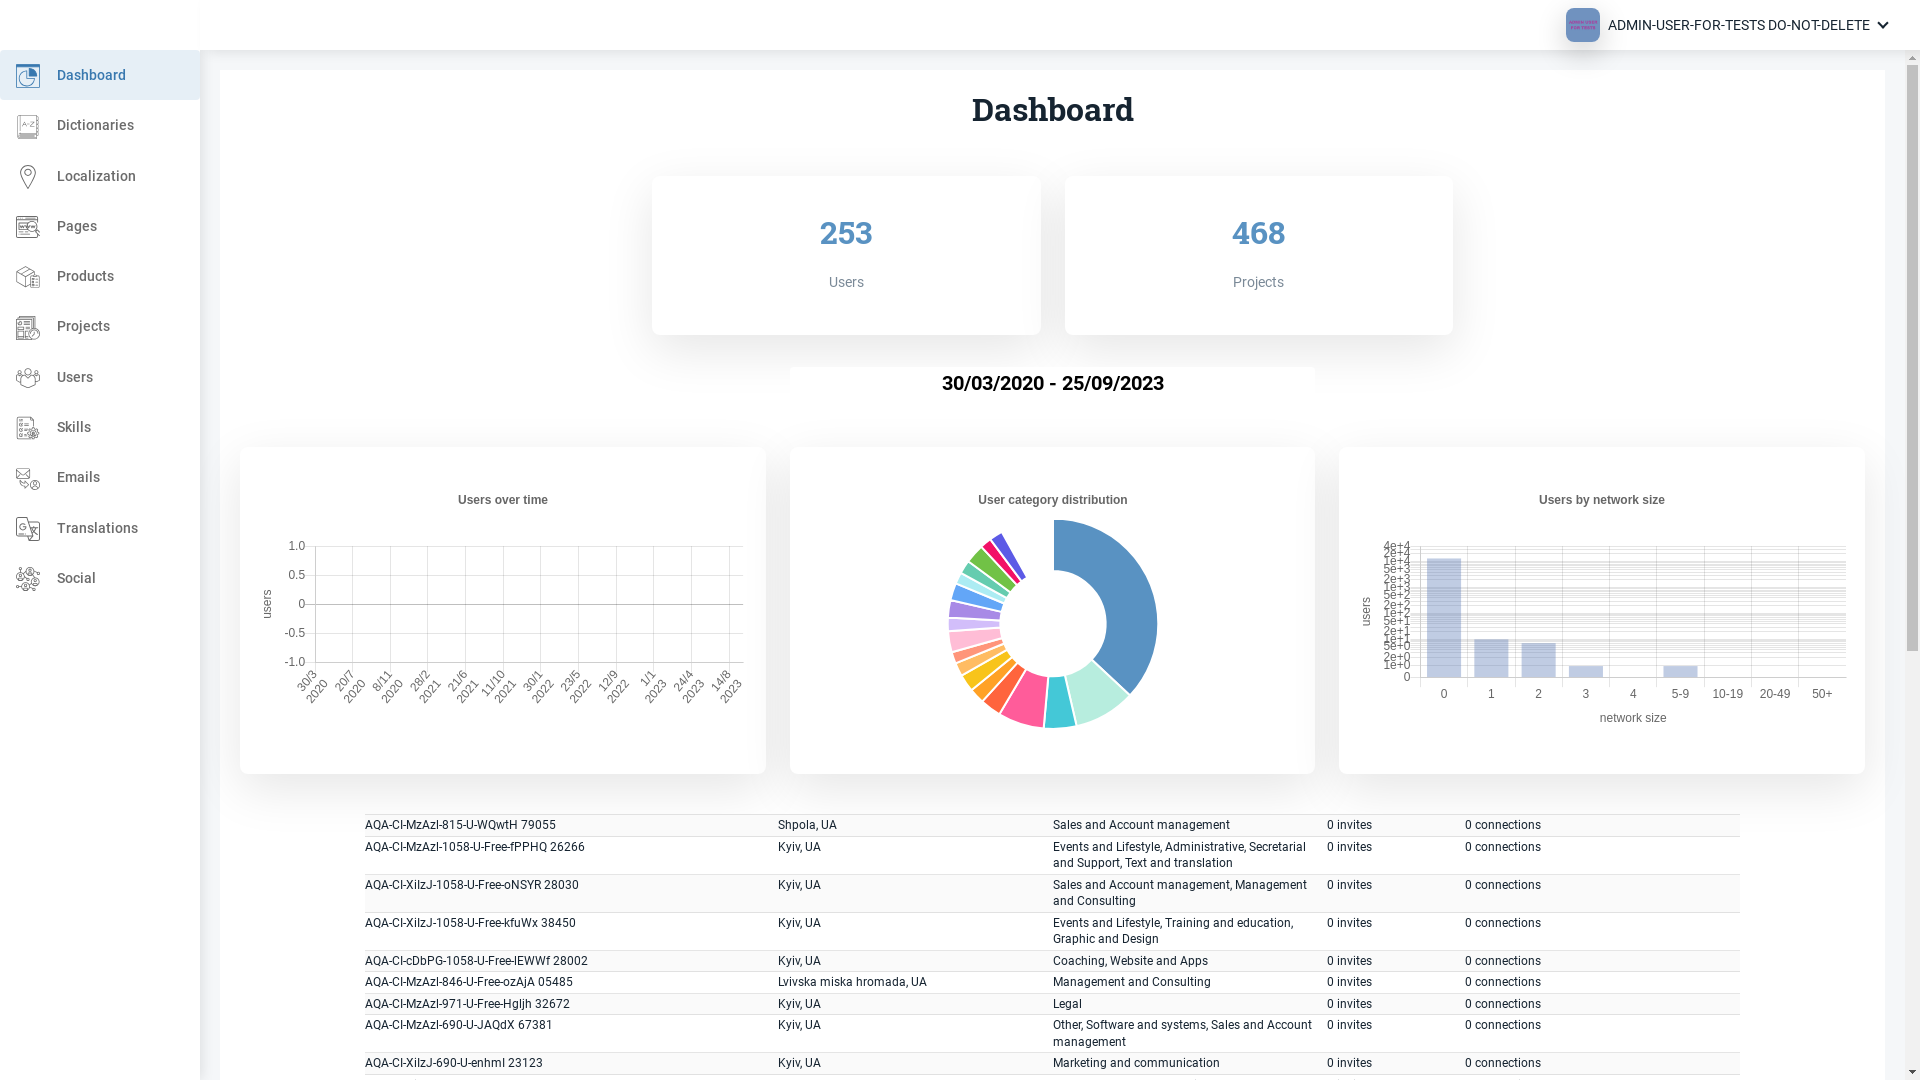 ADMIN-USER-FOR-TESTS DO-NOT-DELETE
Dashboard
Dictionaries
Localization
Pages
Products
Projects
Users
Skills
Emails
Translations
Social
Dashboard
253
Users
468
Projects
30/03/2020 - 25/09/2023
Users over time
users
1.0
0.5
0
-0.5
-1.0
30/3 2020
20/7 2020
8/11 2020
28/2 2021
21/6 2021
11/10 2021
30/1 2022
23/5 2022
12/9 2022
1/1 2023
24/4 2023
14/8 2023
User category distribution
Users by network size
users
4e+4
2e+4
1e+4
5e+3
2e+3
1e+3
5e+2
2e+2
1e+2
5e+1
2e+1
1e+1
5e+0
2e+0
1e+0
0
0 1 2 3 4 5-9 10-19 20-49 50+
network size
AQA-CI-MzAzI-815-U-WQwtH 79055 Shpola, UA Sales and Account management 0 invites 0 connections
AQA-CI-MzAzI-1058-U-Free-fPPHQ 26266 Kyiv, UA Events and Lifestyle, Administrative, Secretarial 0 invites 0 connections
and Support, Text and translation
AQA-CI-XiIzJ-1058-U-Free-oNSYR 28030 Kyiv, UA Sales and Account management, Management 0 invites 0 connections
and Consulting
AQA-CI-XiIzJ-1058-U-Free-kfuWx 38450 Kyiv, UA Events and Lifestyle, Training and education, 0 invites 0 connections
Graphic and Design
AQA-CI-cDbPG-1058-U-Free-IEWWf 28002 Kyiv, UA Coaching, Website and Apps 0 invites 0 connections
AQA-CI-MzAzI-846-U-Free-ozAjA 05485 Lvivska miska hromada, UA Management and Consulting 0 invites 0 connections
AQA-CI-MzAzI-971-U-Free-Hgljh 32672 Kyiv, UA Legal 0 invites 0 connections
AQA-CI-MzAzI-690-U-JAQdX 67381 Kyiv, UA Other, Software and systems, Sales and Account 0 invites 0 connections
management
AQA-CI-XiIzJ-690-U-enhmI 23123 Kyiv, UA Marketing and communication 0 invites 0 connections